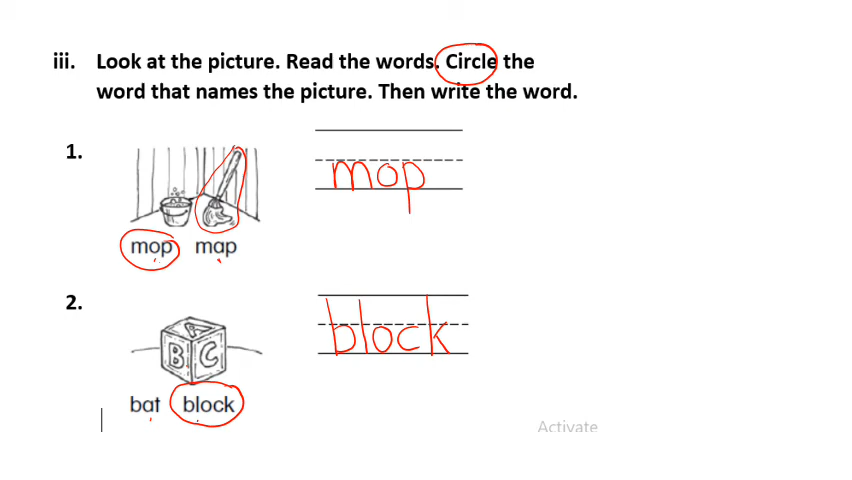 iii. Look at the picture. Read the words. Circle the
word that names the picture. Then write the word.
1.
mop
mop map
2.
block
A
B C
bat block
Activate